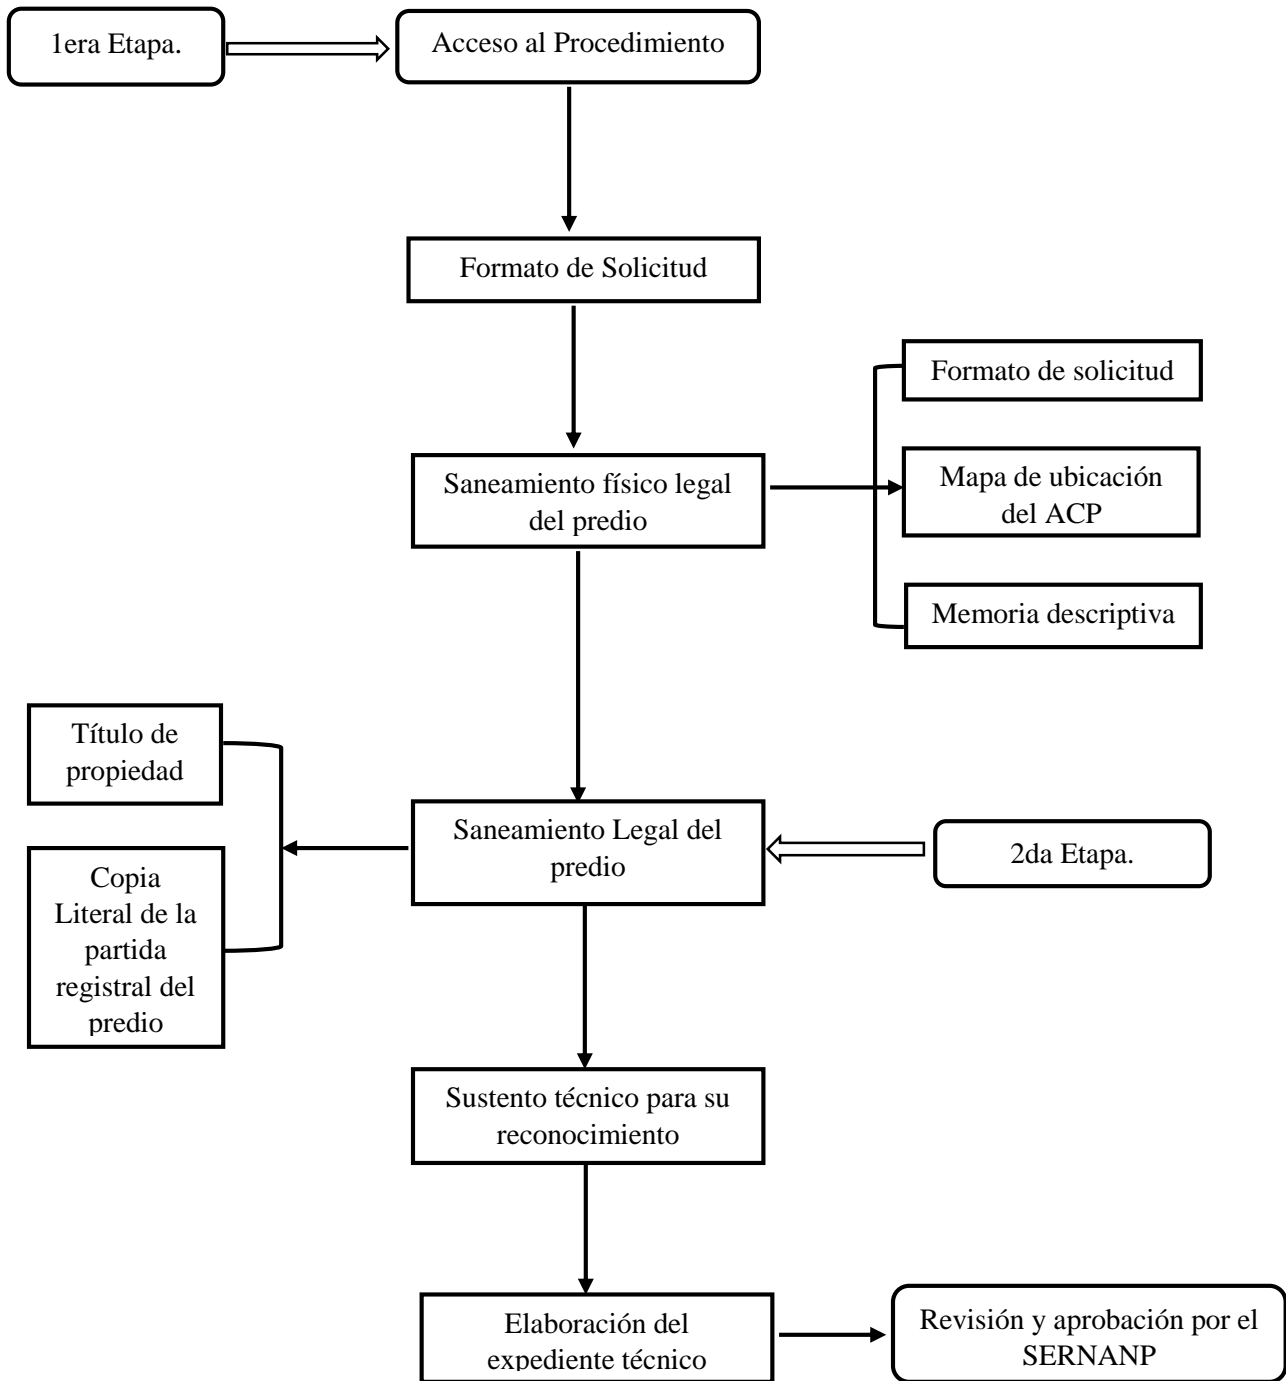 1era Etapa.
Acceso al Procedimiento
Formato de Solicitud
Saneamiento físico legal
del predio
Formato de solicitud
Mapa de ubicación
del ACP
Memoria descriptiva
Título de
propiedad
Copia
Literal de la
partida
registral del
predio
Saneamiento Legal del
predio
2da Etapa.
Sustento técnico para su
reconocimiento
Elaboración del
expediente técnico
Revisión y aprobación por el
SERNANP